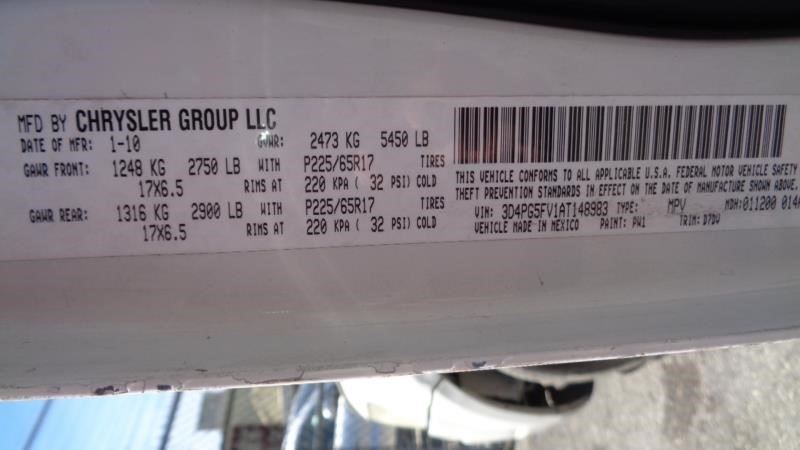 MFD BY CHRYSLER GROUP LLC
DATE OF MFR: 1-10 GVWR: 2473 KG 5450 LB
GAWR FRONT: 1248 KG 2750 LB WITH P225/65R17 TIRES
17X6.5 RIMS AT 220 KPA ( 32 PSI) COLD
GAWR REAR: 1316 KG 2900 LB WITH P225/65R17 TIRES
17X6.5 RIMS AT 220 KPA ( 32 PSI) COLD
THIS VEHICLE CONFORMS TO ALL APPLICABLE U.S.A. FEDERAL MOTOR VEHICLE SAFETY
THEFT PREVENTION STANDARDS IN EFFECT ON THE DATE OF MANUFACTURE SHOWN ABOVE.
VIN: 3D4PG5FV1AT148983 TYPE: MPV MDH:011200
VEHICLE MADE IN MEXICO PAINT: PW1 TRIM: